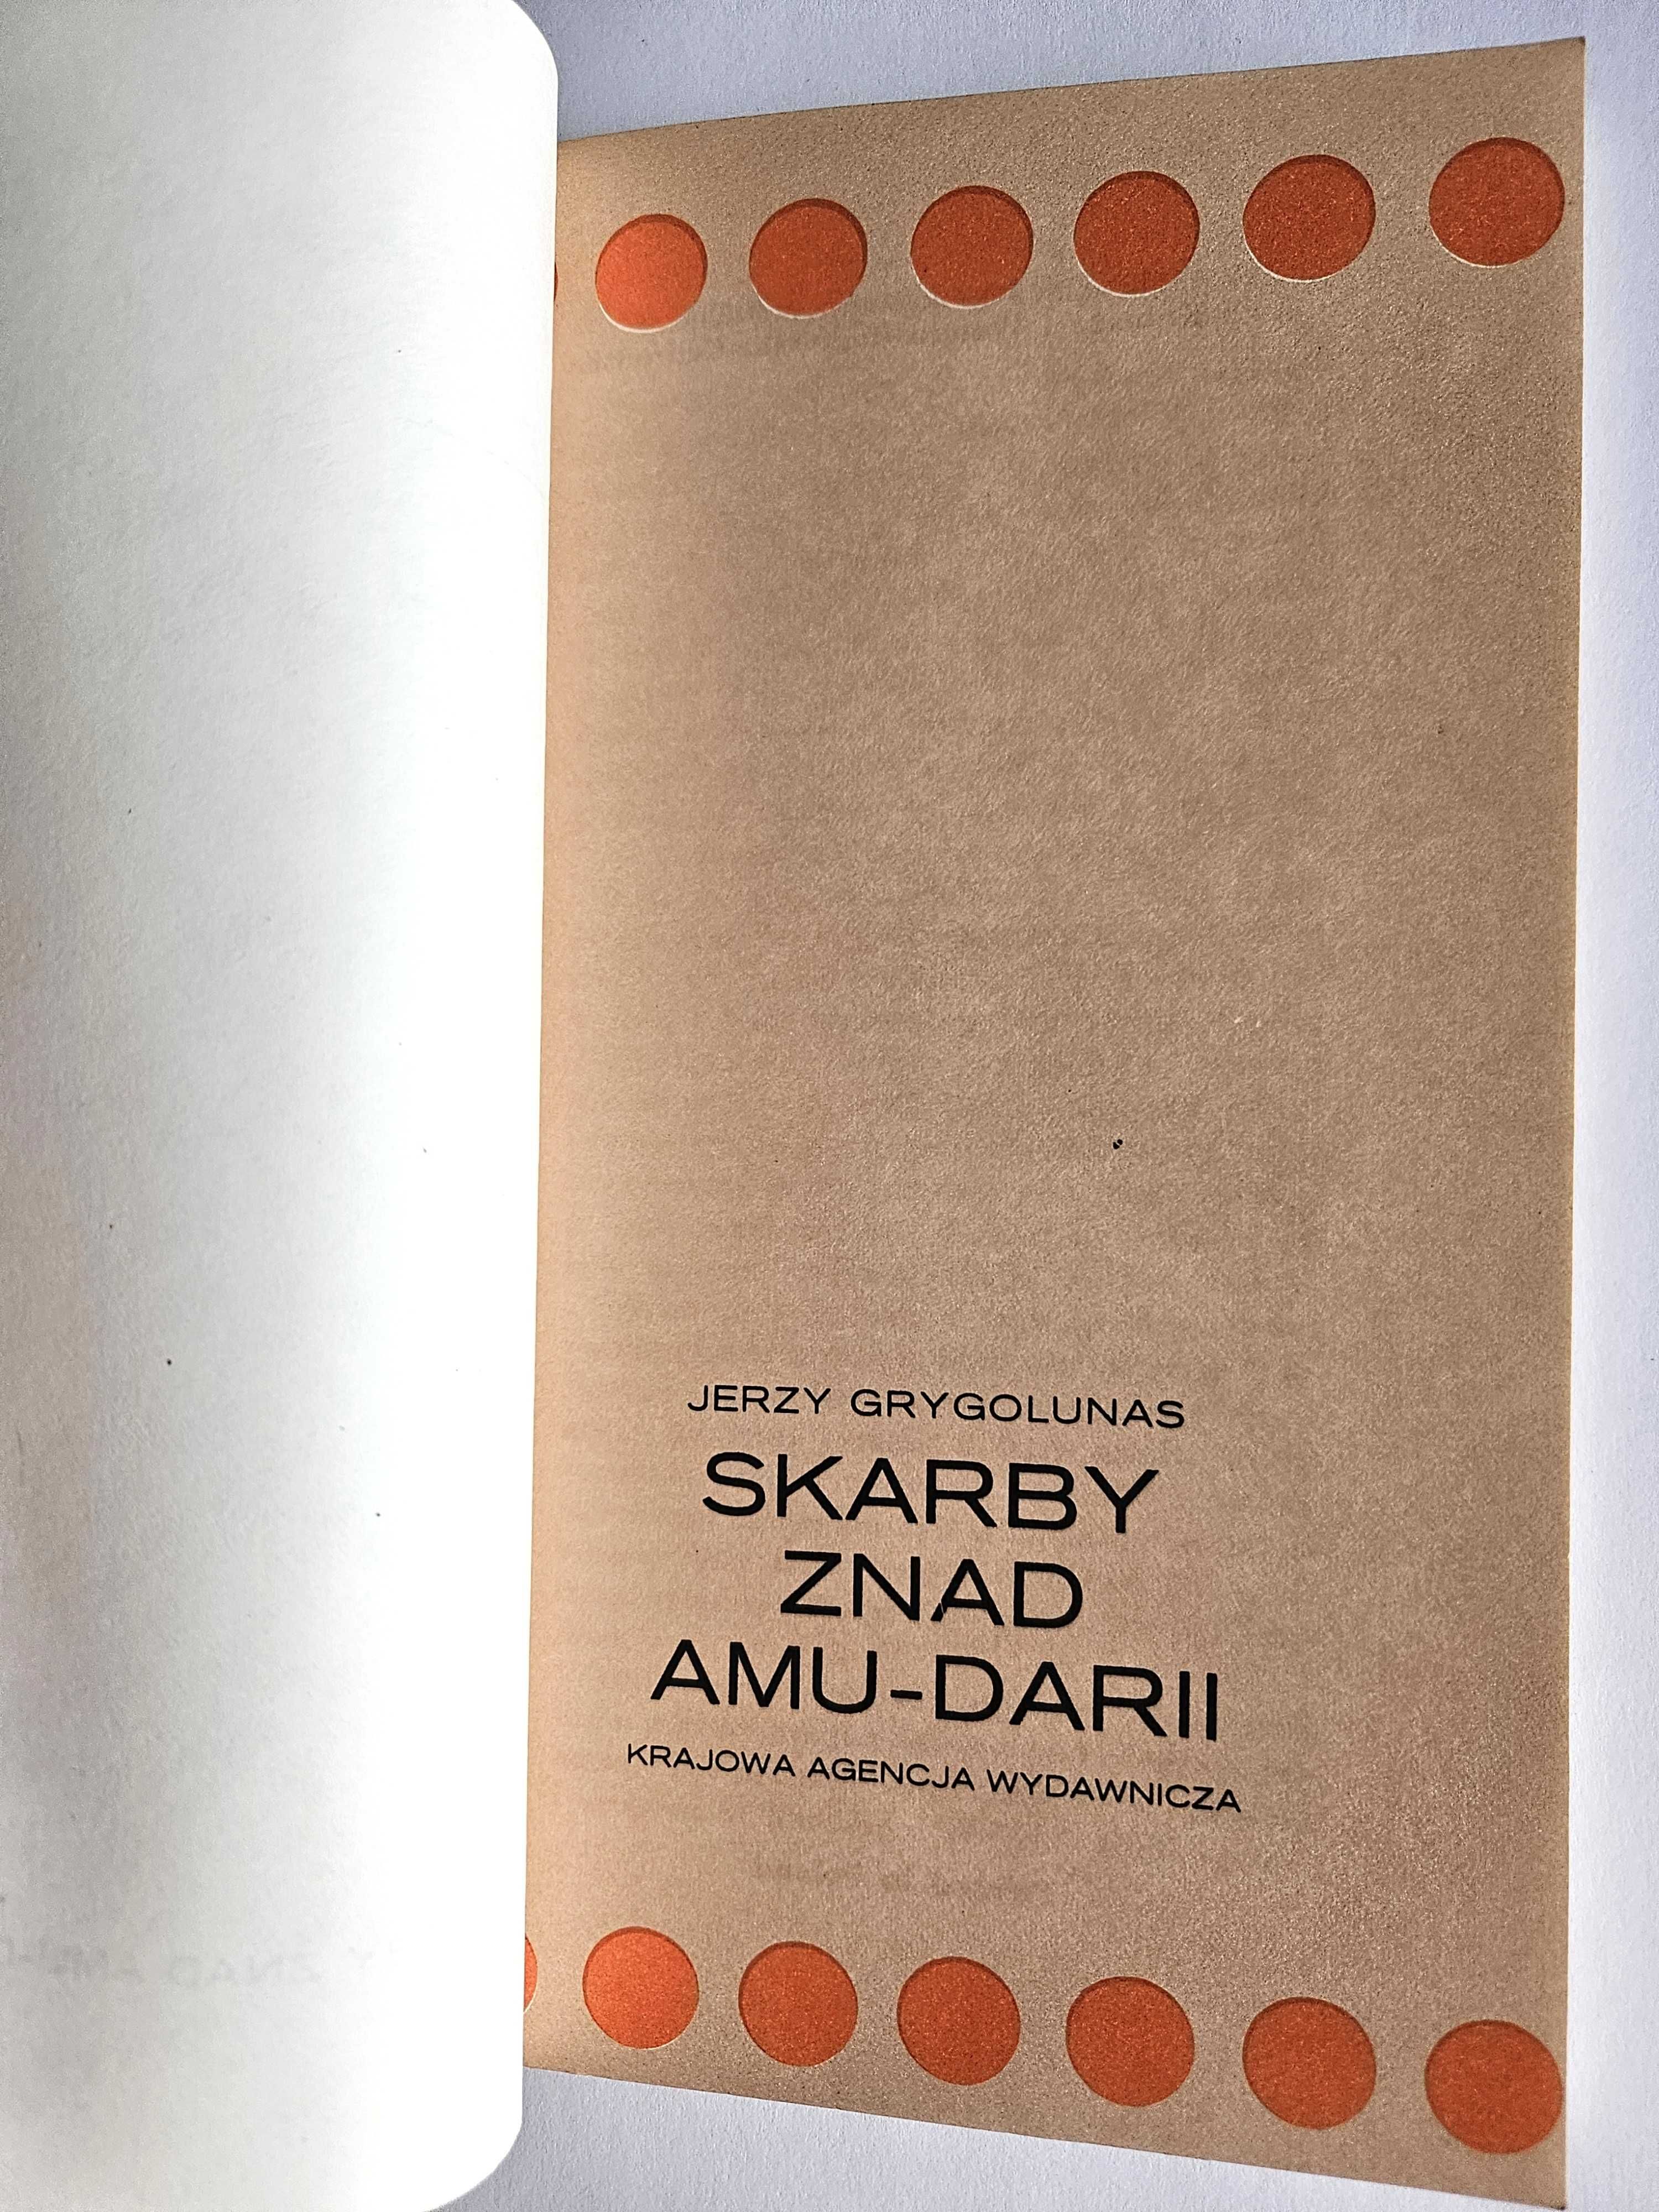 JERZY GRYGOLUNAS
SKARBY
ZNAD
AMU-DARII
KRAJOWA AGENCJA WYDAWNICZA